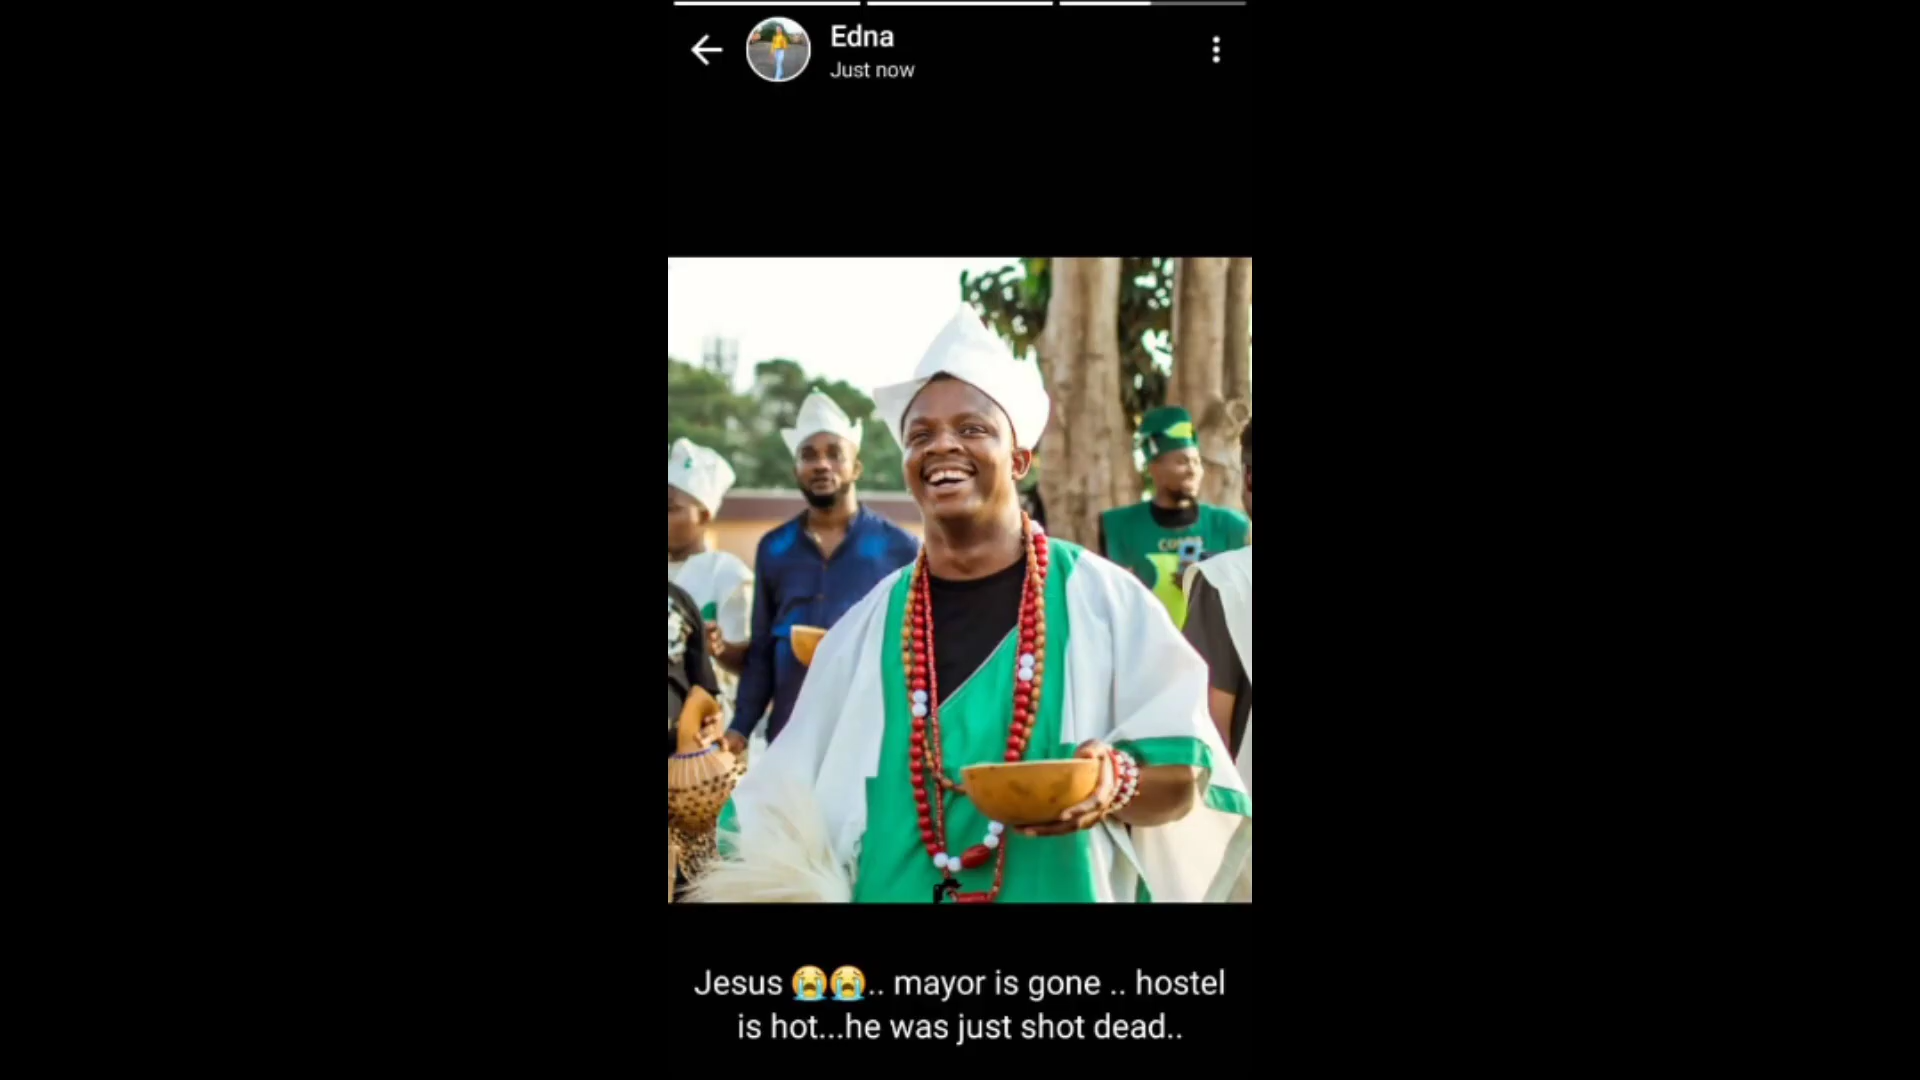 Edna
Just now
Jesus 😭😭.. mayor is gone .. hostel
is hot...he was just shot dead..